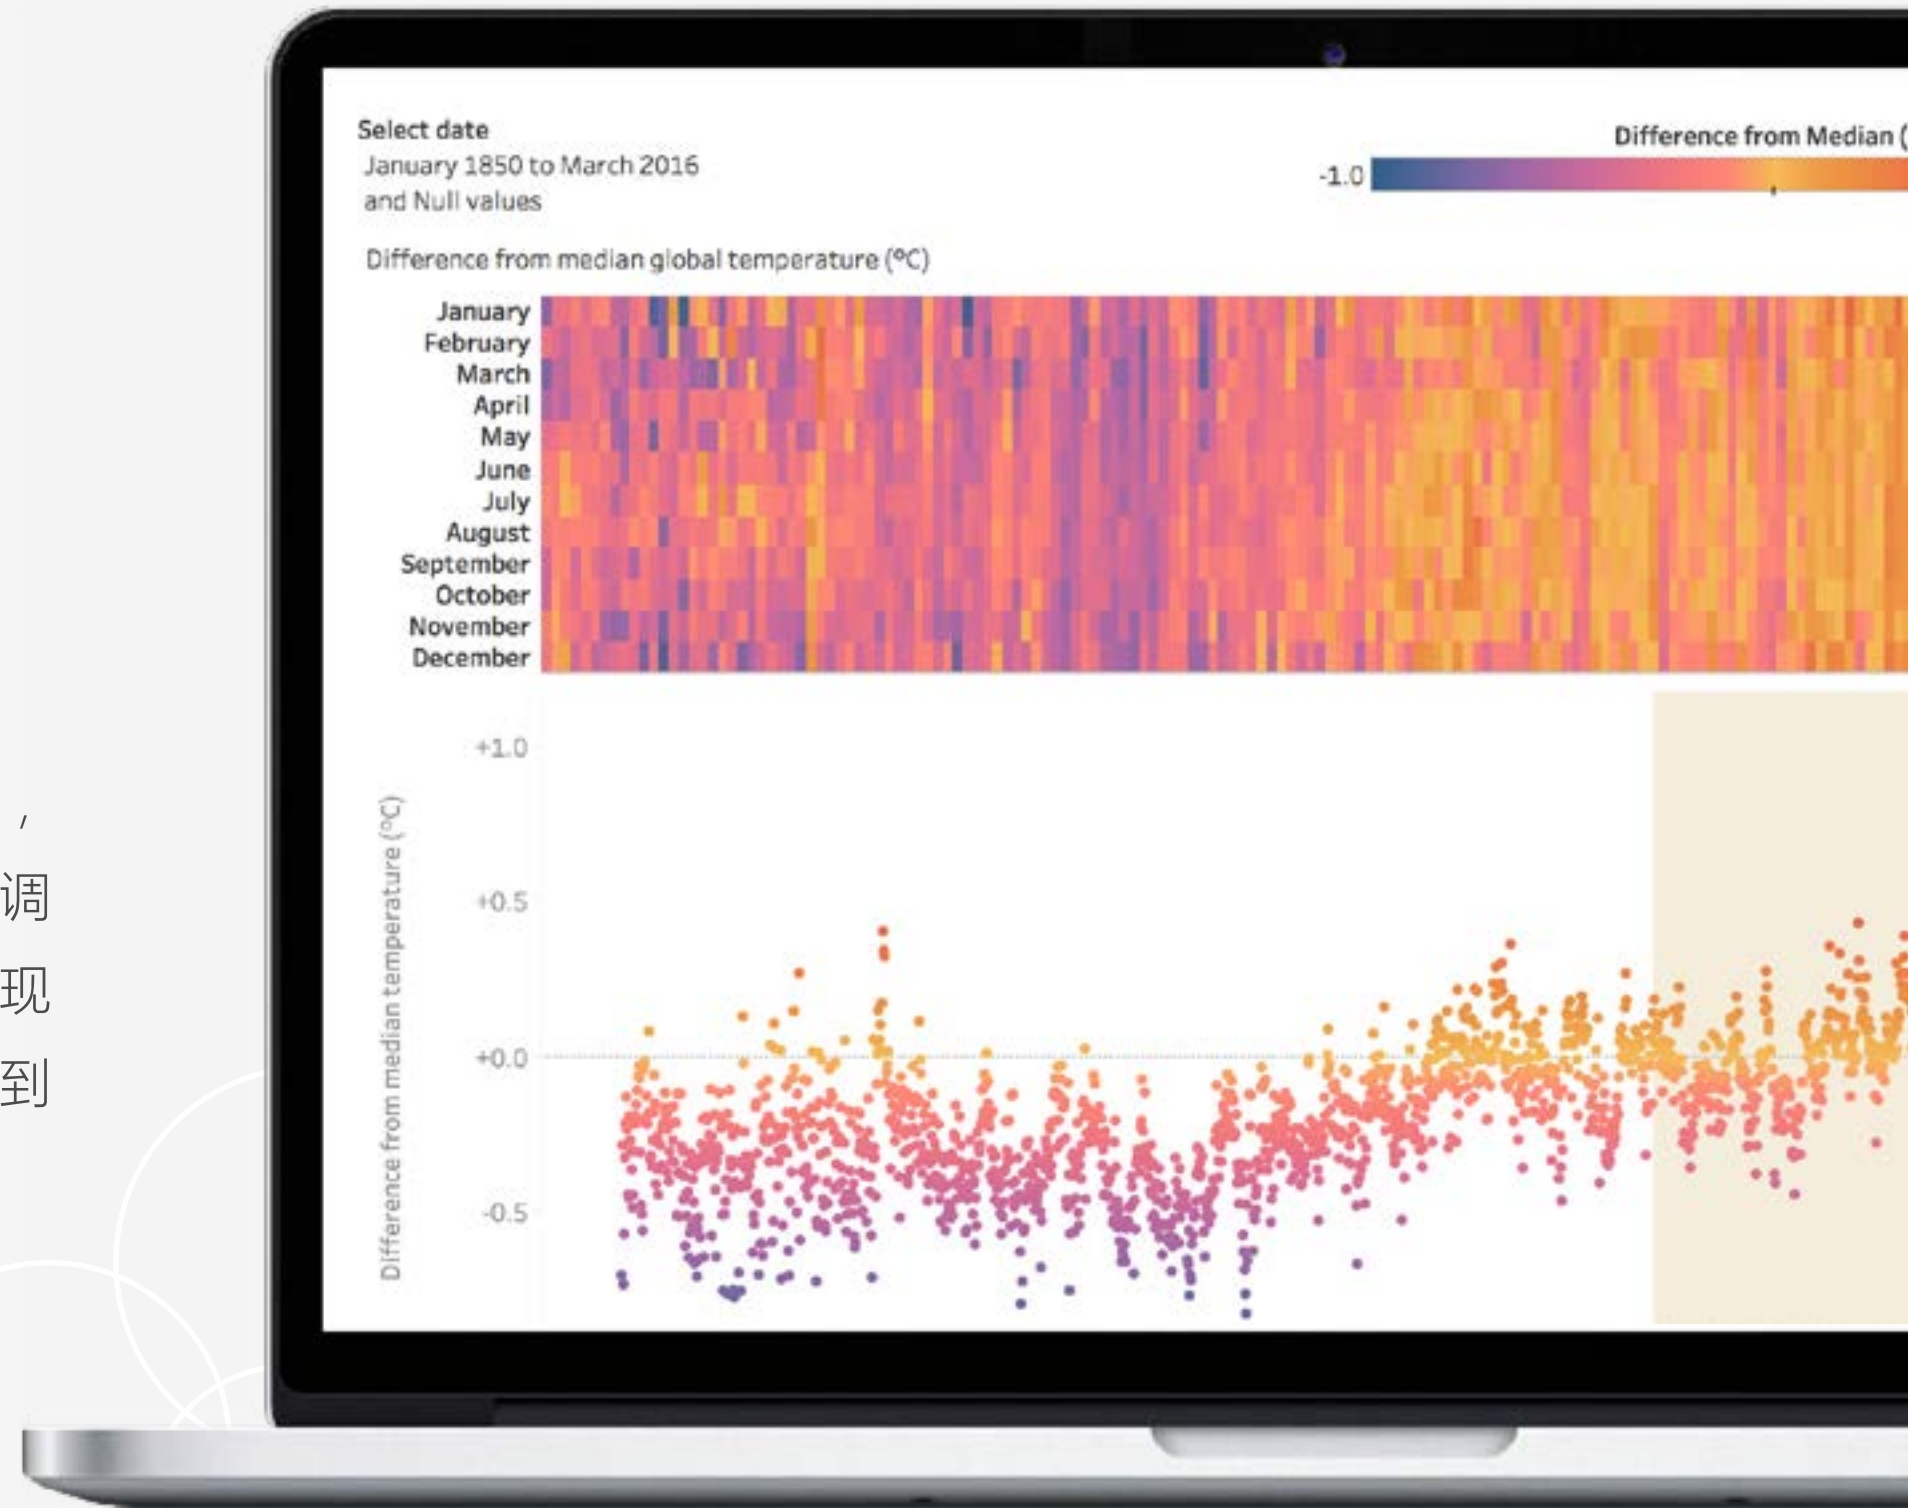 ，
调
现
到
Select date
January 1850 to March 2016
and Null values
Difference from Median (
-1.0
Difference from median global temperature (°C)
January
February
March
April
May
June
July
August
September
October
November
December
+1.0
+0.5
+0.0
-0.5
Difference from median temperature (°C)